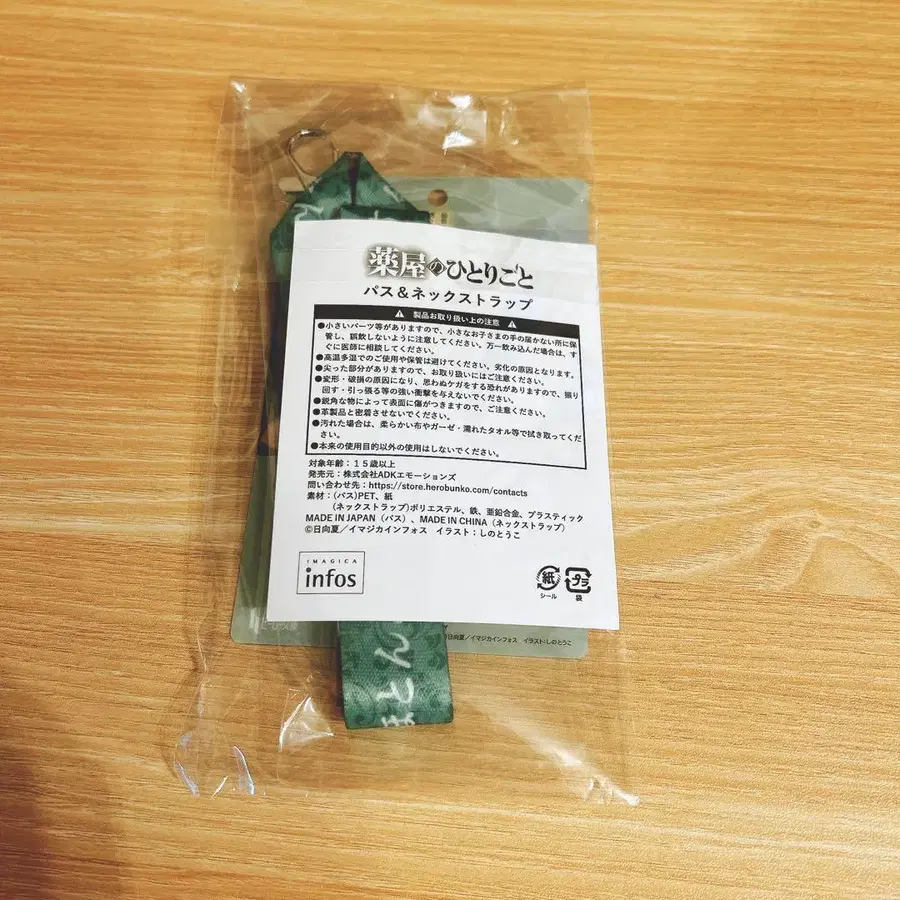 薬屋のひとりごと
パス＆ネックストラップ
⚠ 製品お取り扱い上の注意 ⚠
●小さいパーツ等がありますので、小さなお子さまの手の届かない所に保
管し、誤飲しないように注意してください。万一飲み込んだ場合は、す
ぐに医師に相談してください。
●高温多湿でのご使用や保管は避けてください。劣化の原因となります。
●尖った部分がありますので、お取り扱いにはご注意ください。
●変形・破損の原因になり、思わぬケガをする恐れがありますので、振り
回す・引っ張る等の強い衝撃を与えないでください。
●鋭角な物によって表面に傷がつきますので、ご注意ください。
●革製品と密着させないでください。
●汚れた場合は、柔らかい布やガーゼ・濡れたタオル等で拭き取ってくだ
さい。
●本来の使用目的以外の使用はしないでください。
対象年齢：１５歳以上
発売元：株式会社ADKエモーションズ
問い合わせ先：https://store.herobunko.com/contacts
素材：（パス）PET、紙
（ネックストラップ）ポリエステル、鉄、亜鉛合金、プラスティック
MADE IN JAPAN（パス）、MADE IN CHINA（ネックストラップ）
©日向夏／イマジカインフォス　イラスト：しのとうこ
IMAGICA
infos
紙
シール
プラ
袋
日向夏／イマジカインフォス　イラスト：しのとうこ